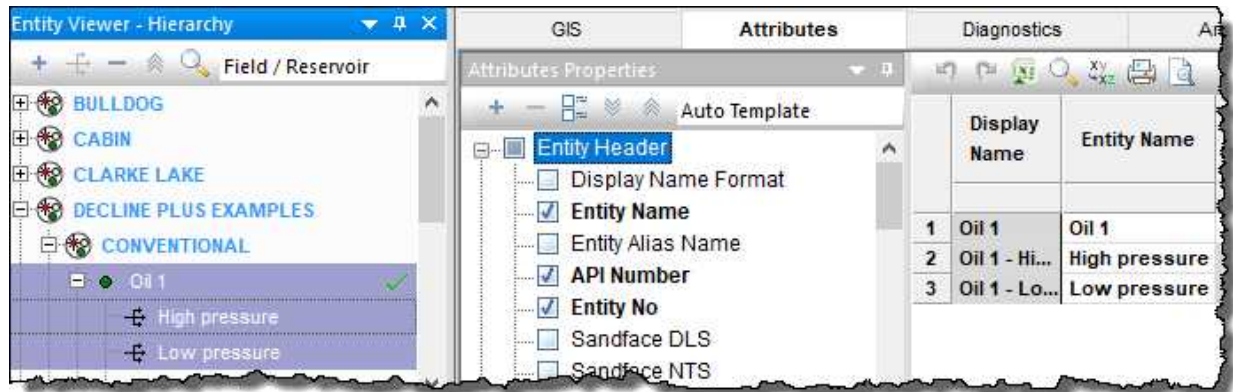 Entity Viewer - Hierarchy
Field / Reservoir
BULLDOG
CABIN
CLARKE LAKE
DECLINE PLUS EXAMPLES
CONVENTIONAL
Oil 1
High pressure
Low pressure
GIS Attributes Diagnostics
Attributes Properties
Auto Template
Entity Header
Display Name Format
Entity Name
Entity Alias Name
API Number
Entity No
Sandface DLS
Sandface NTS
Display Name Entity Name
1 Oil 1 Oil 1
2 Oil 1 - Hi... High pressure
3 Oil 1 - Lo... Low pressure